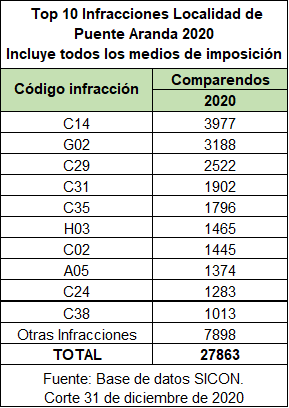 Top 10 Infracciones Localidad de
Puente Aranda 2020
Incluye todos los medios de imposición
Código infracción Comparendos
2020
C14 3977
G02 3188
C29 2522
C31 1902
C35 1796
H03 1465
C02 1445
A05 1374
C24 1283
C38 1013
Otras Infracciones 7898
TOTAL 27863
Fuente: Base de datos SICON.
Corte 31 de diciembre de 2020